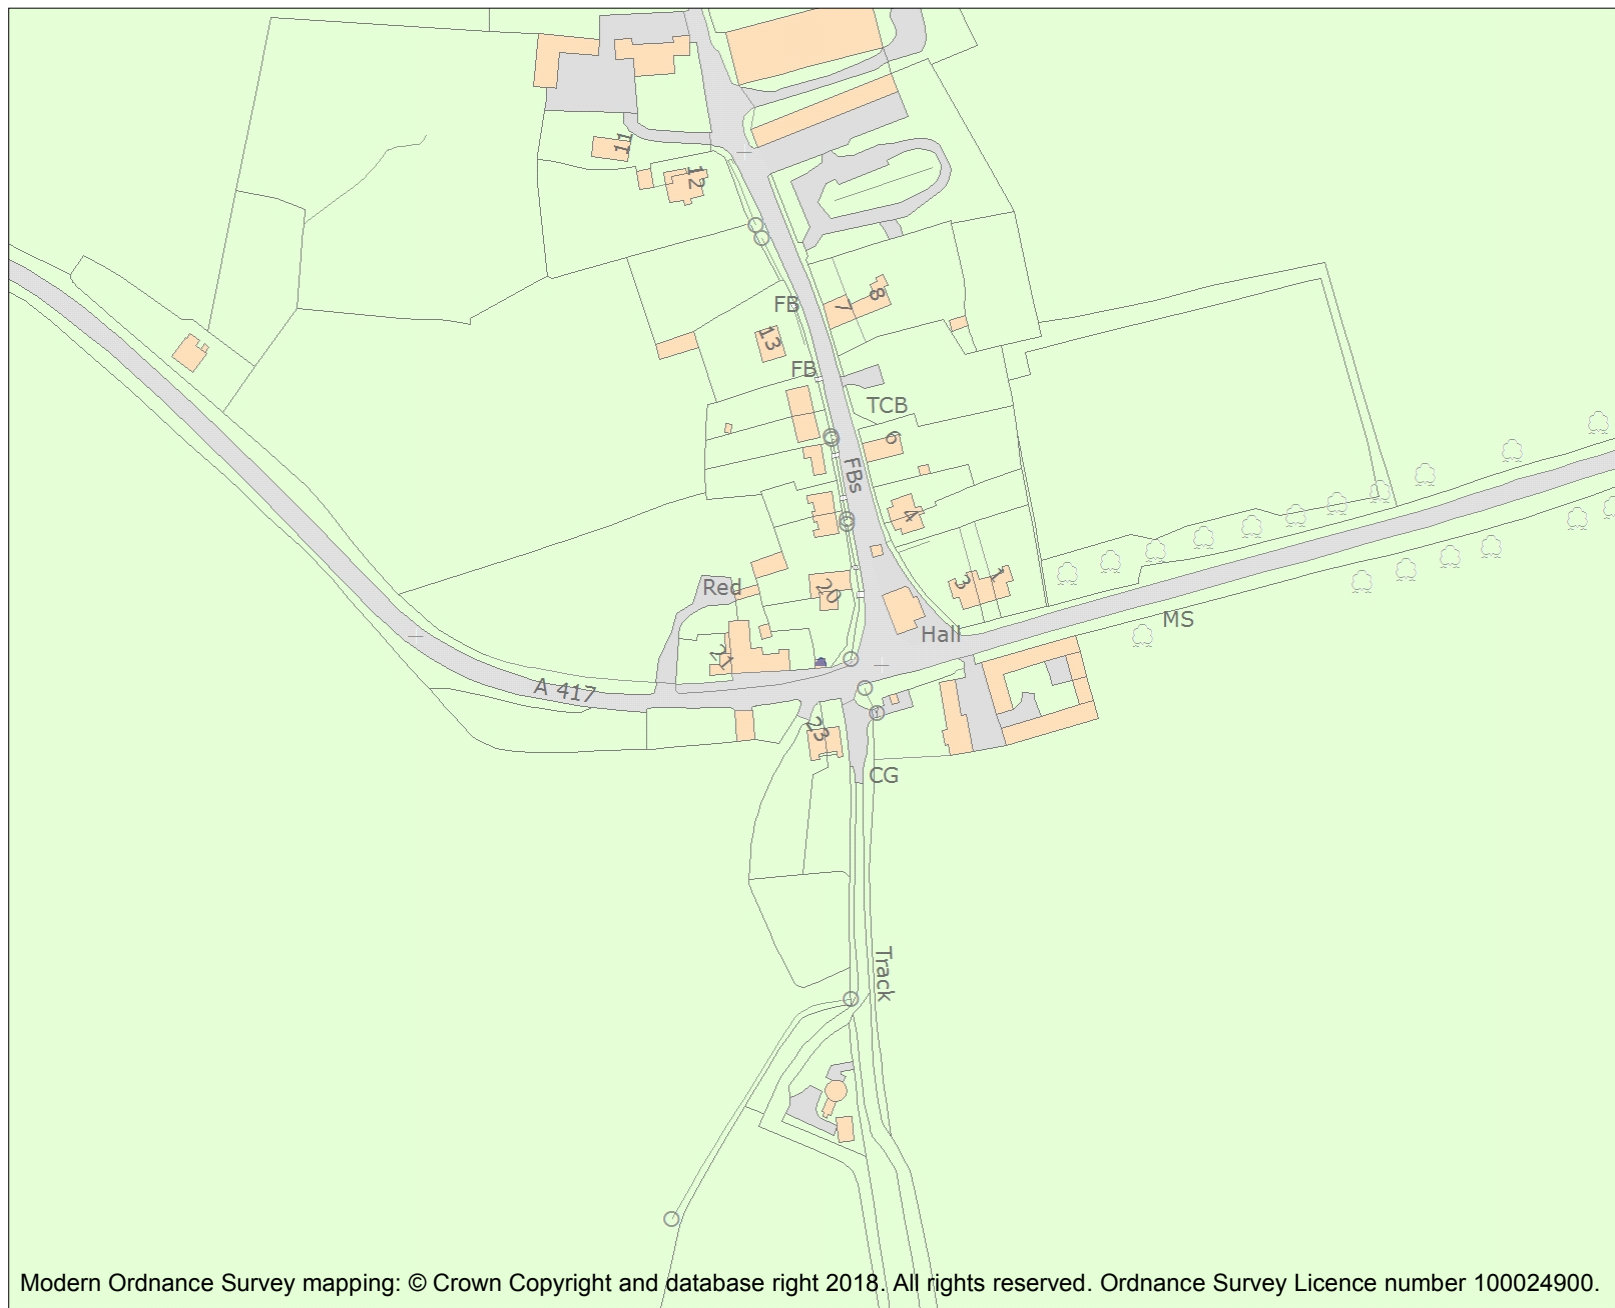 11
12
8
7
FB
13
FB
TCB
6
FBs
4
1
3
Red
20
Hall
MS
21
A 417
23
CG
Track
Modern Ordnance Survey mapping: © Crown Copyright and database right 2018. All rights reserved. Ordnance Survey Licence number 100024900.